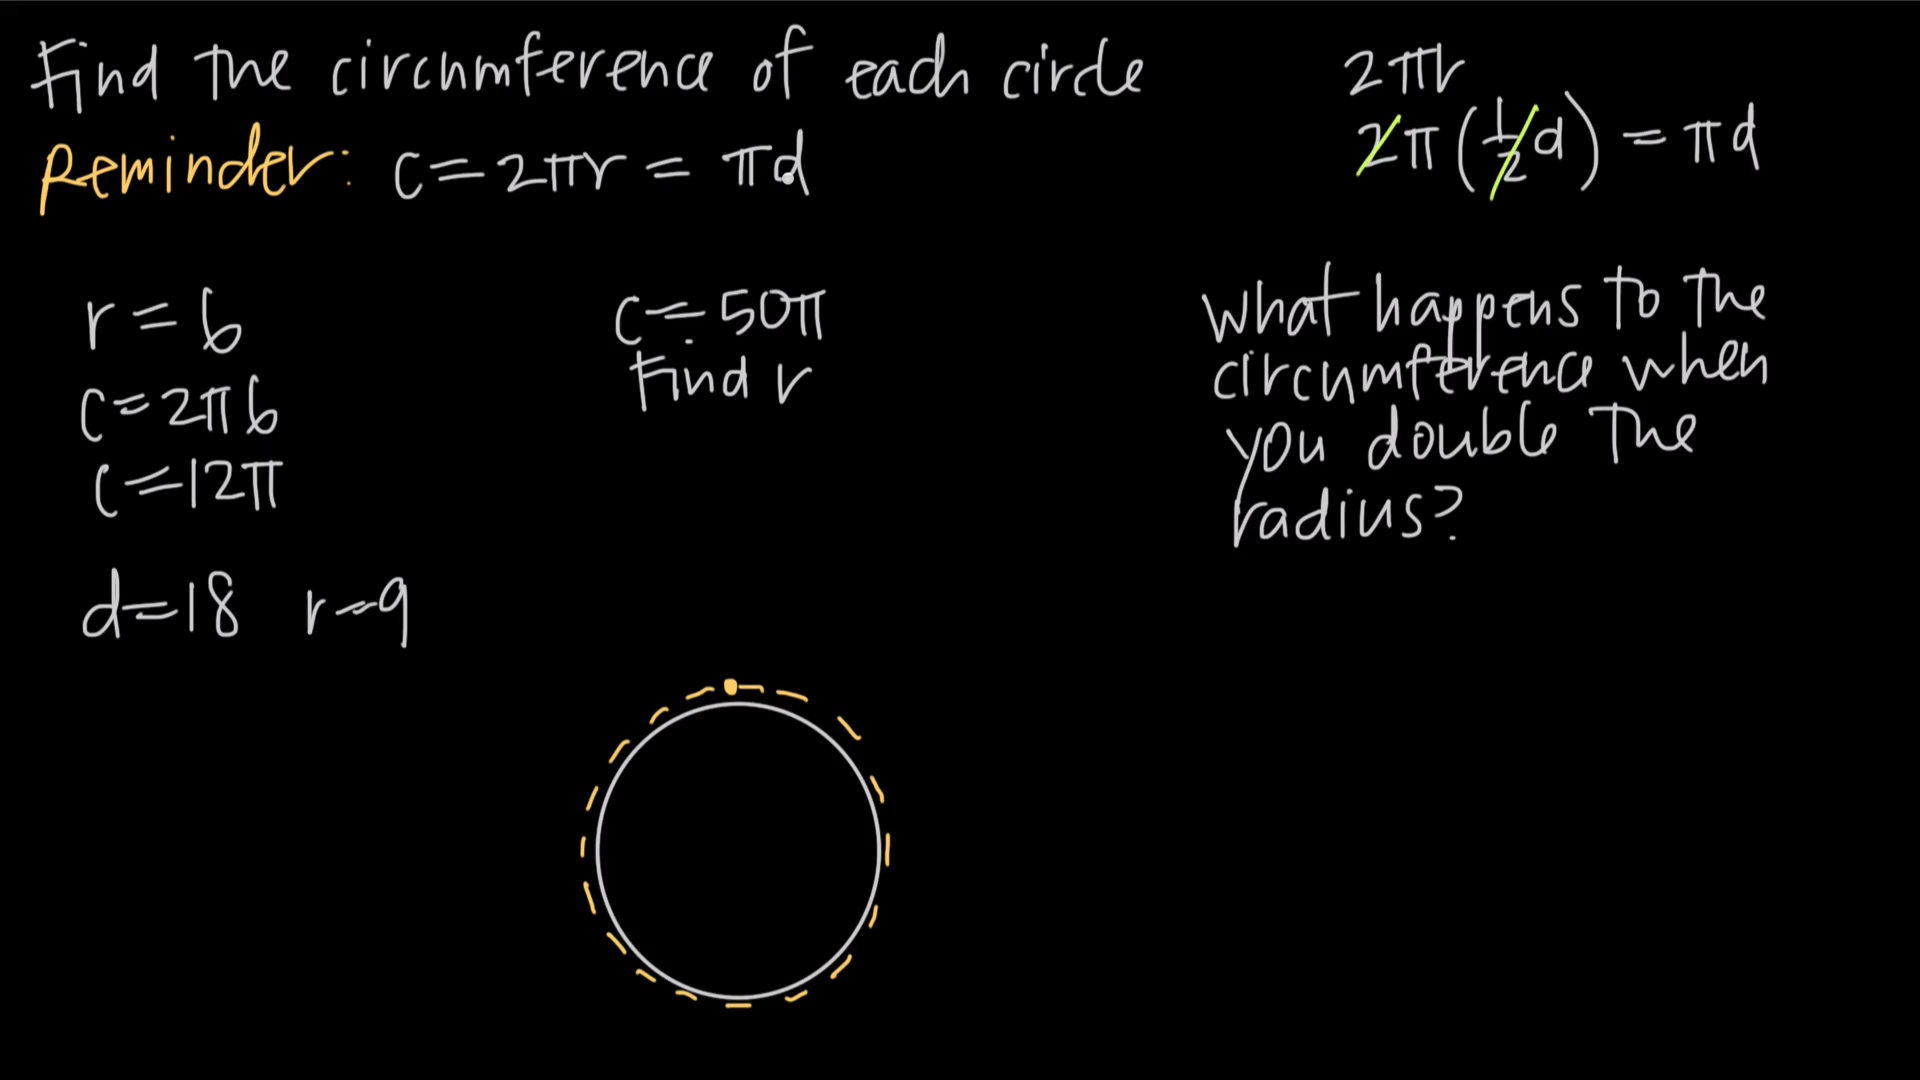 Find the circumference of each circle
Reminder: C=2πr = πd
2πr
2π(1/2 d) = πd
r=6
C=2π6
C=12π
d=18 r=9
C=50π
Find r
What happens to the
circumference when
you double the
radius?